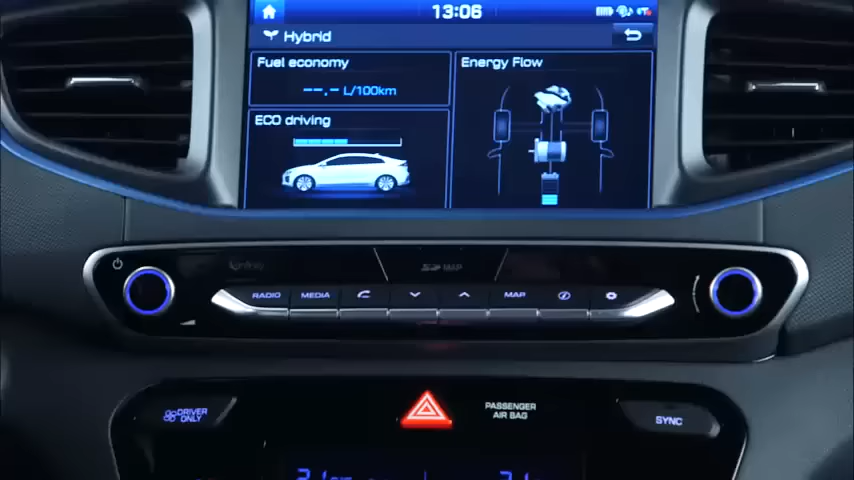 13:06
Hybrid
Fuel economy
Energy Flow
--.- L/100km
ECO driving
SD MAP
RADIO MEDIA MAP
DRIVER ONLY
PASSENGER AIR BAG
SYNC